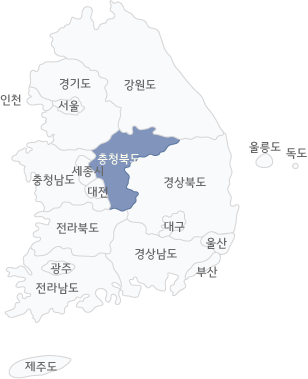 경기도
강원도
인천
서울
울릉도
독도
충청북도
세종시
충청남도
경상북도
대전
전라북도
대구
울산
경상남도
광주
부산
전라남도
제주도